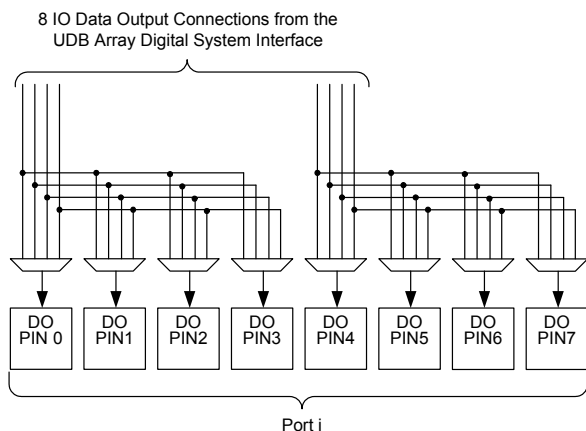 8 IO Data Output Connections from the
UDB Array Digital System Interface
DO DO DO DO DO DO DO DO
PIN 0 PIN1 PIN2 PIN3 PIN4 PIN5 PIN6 PIN7
Port i